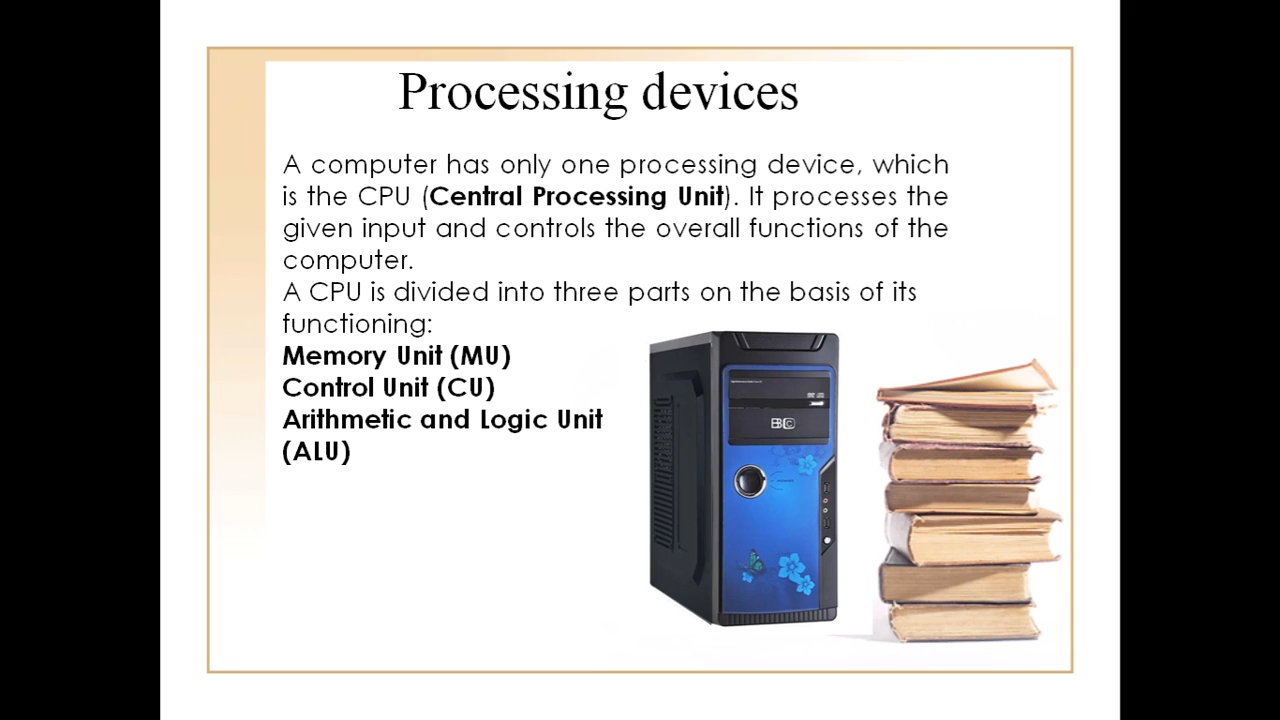 Processing devices
A computer has only one processing device, which
is the CPU (Central Processing Unit). It processes the
given input and controls the overall functions of the
computer.
A CPU is divided into three parts on the basis of its
functioning:
Memory Unit (MU)
Control Unit (CU)
Arithmetic and Logic Unit
(ALU)